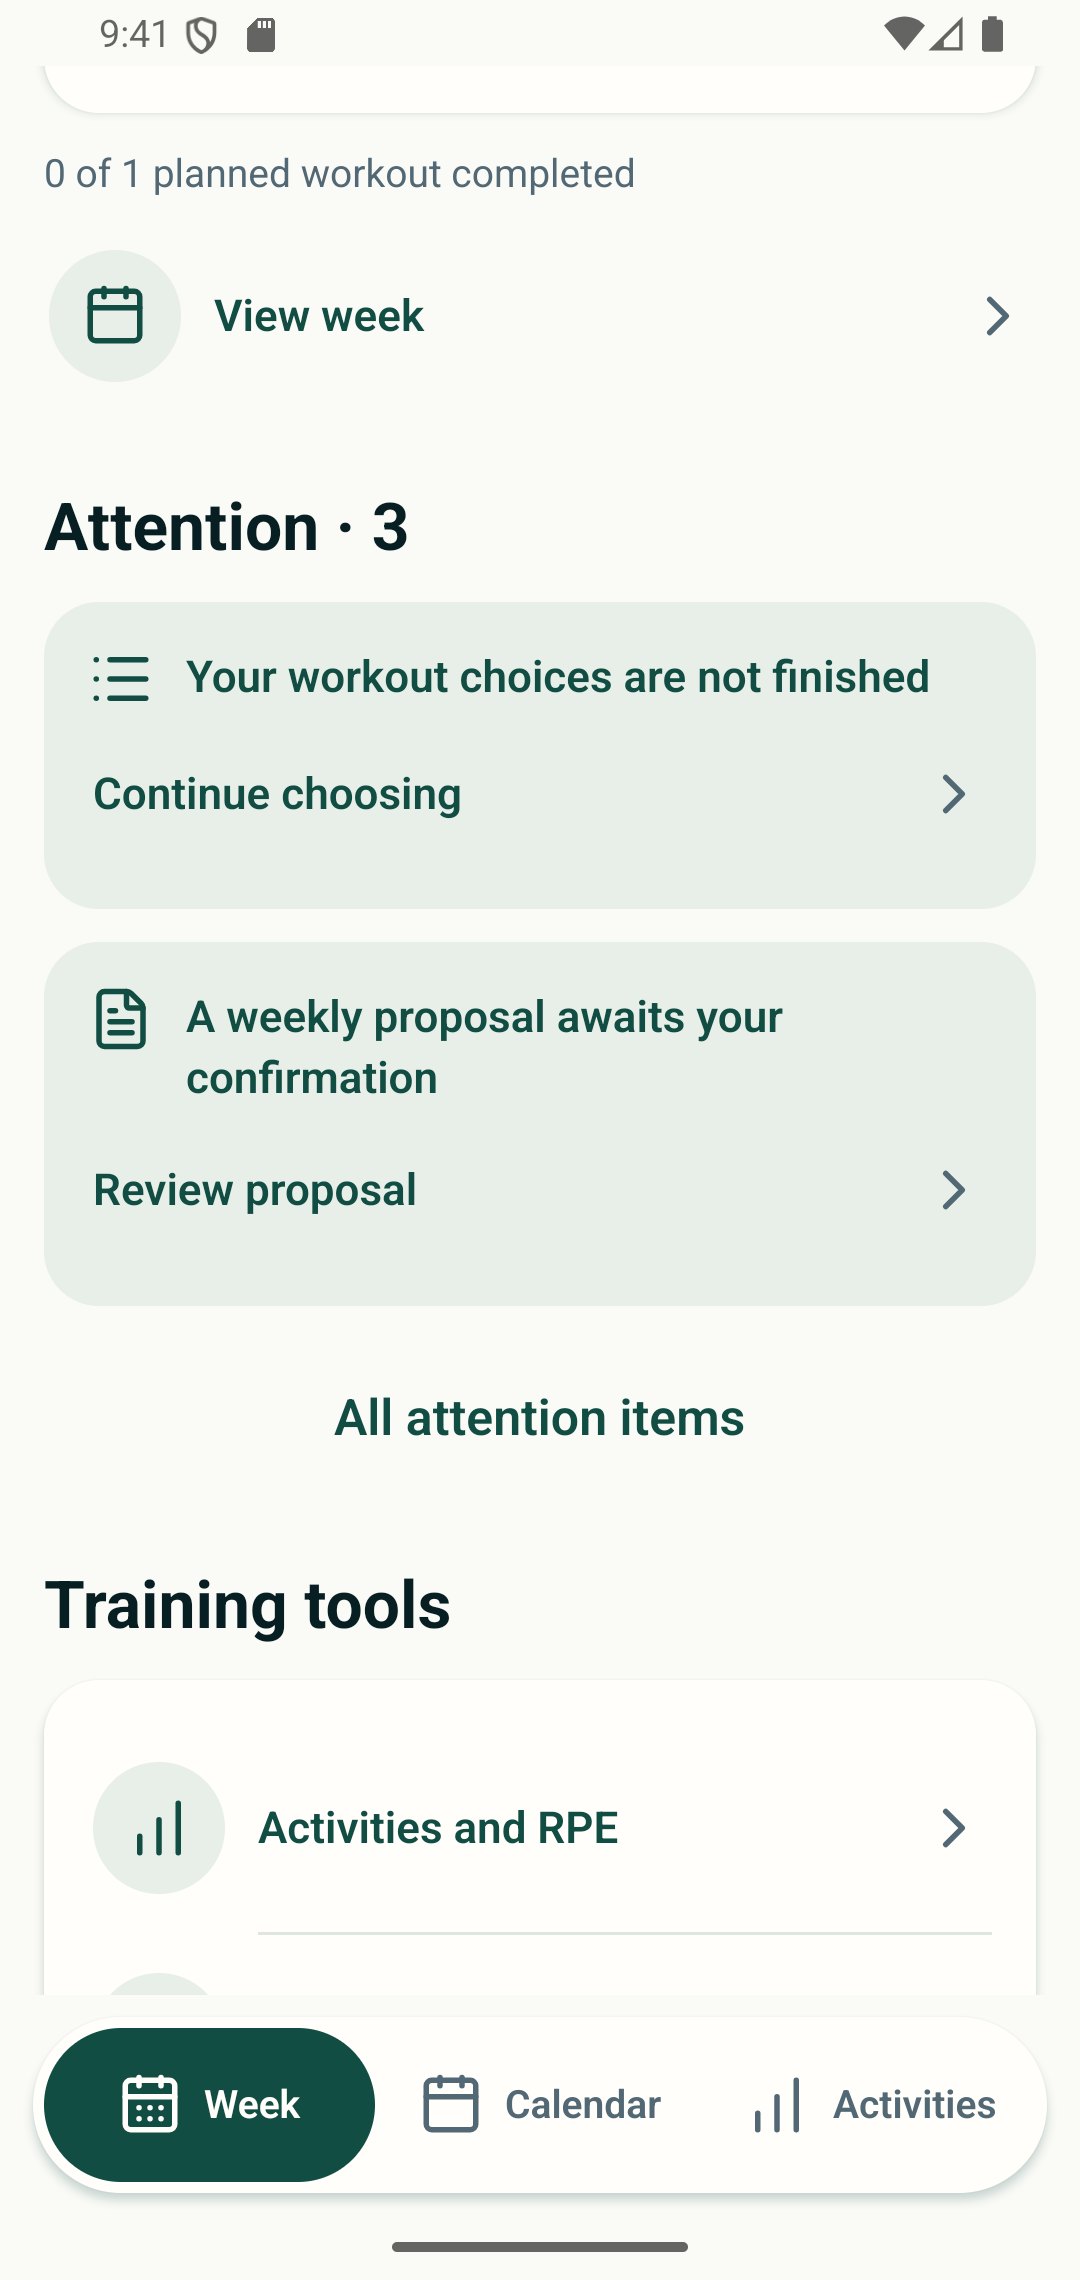 9:41
0 of 1 planned workout completed
View week
Attention · 3
Your workout choices are not finished
Continue choosing
A weekly proposal awaits your
confirmation
Review proposal
All attention items
Training tools
Activities and RPE
Week
Calendar
Activities